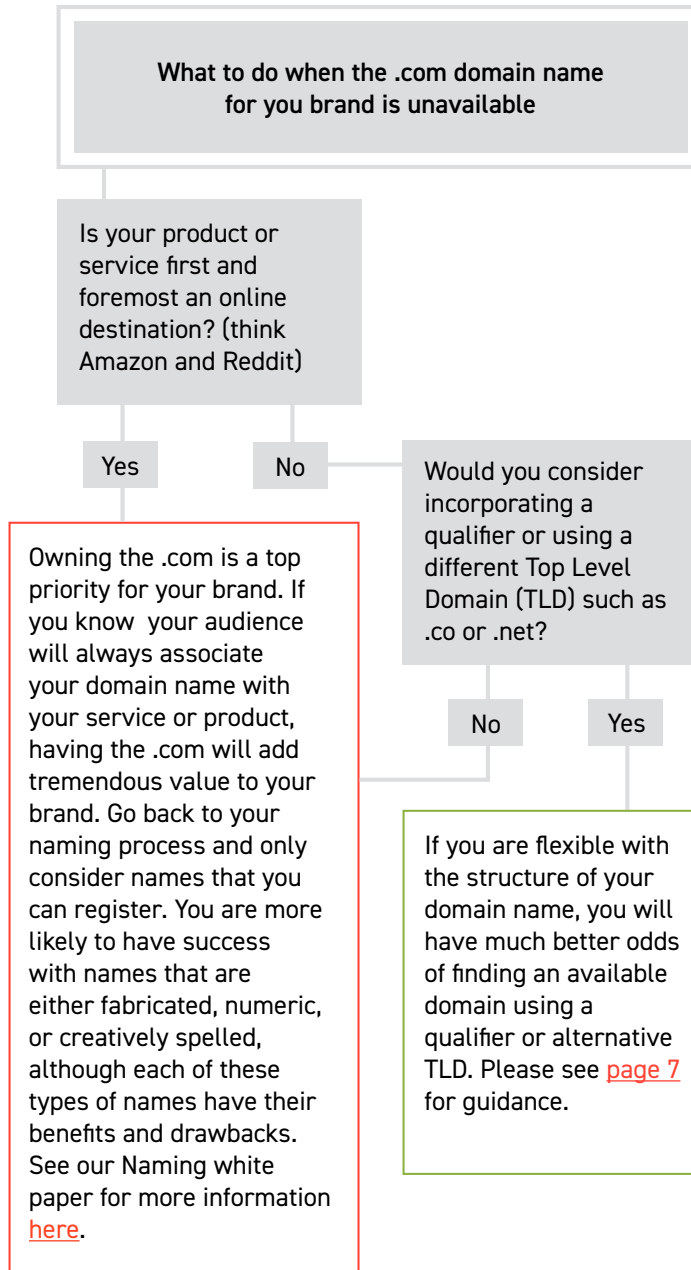 What to do when the .com domain name
for you brand is unavailable
Is your product or
service first and
foremost an online
destination? (think
Amazon and Reddit)
Yes
No
Would you consider
incorporating a
qualifier or using a
different Top Level
Domain (TLD) such as
.co or .net?
No
Yes
Owning the .com is a top
priority for your brand. If
you know  your audience
will always associate
your domain name with
your service or product,
having the .com will add
tremendous value to your
brand. Go back to your
naming process and only
consider names that you
can register. You are more
likely to have success
with names that are
either fabricated, numeric,
or creatively spelled,
although each of these
types of names have their
benefits and drawbacks.
See our Naming white
paper for more information
here.
If you are flexible with
the structure of your
domain name, you will
have much better odds
of finding an available
domain using a
qualifier or alternative
TLD. Please see page 7
for guidance.